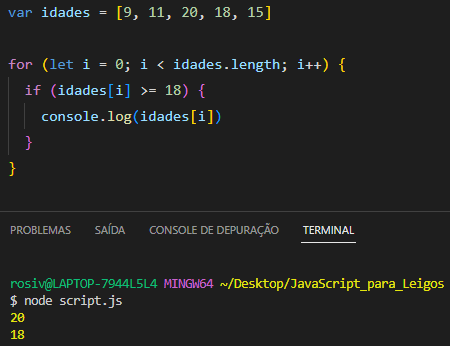 var idades = [9, 11, 20, 18, 15]
for (let i = 0; i < idades.length; i++) {
if (idades[i] >= 18) {
console.log(idades[i])
}
}
PROBLEMAS SAÍDA CONSOLE DE DEPURAÇÃO TERMINAL
rosiv@LAPTOP-7944L5L4 MINGW64 ~/Desktop/JavaScript_para_Leigos
$ node script.js
20
18